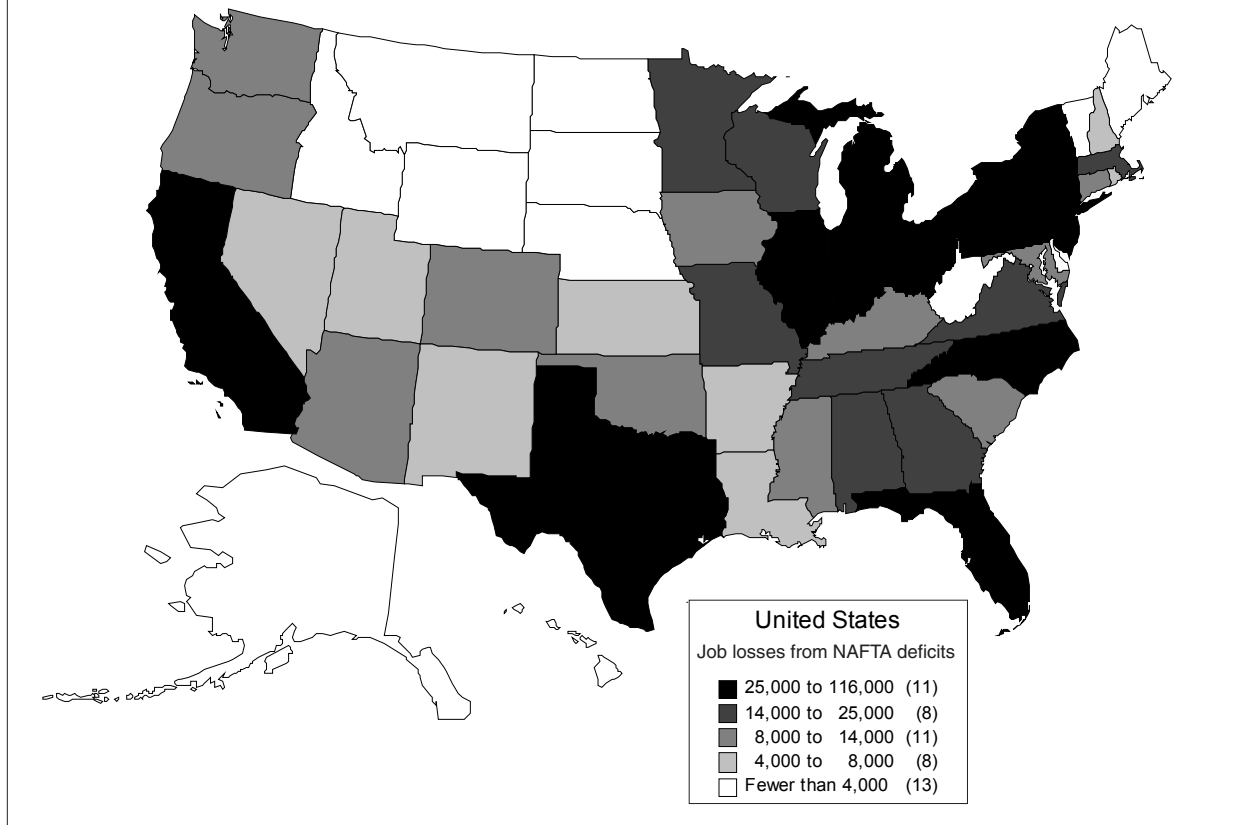 United States
Job losses from NAFTA deficits
25,000 to 116,000 (11)
14,000 to 25,000 (8)
8,000 to 14,000 (11)
4,000 to 8,000 (8)
Fewer than 4,000 (13)